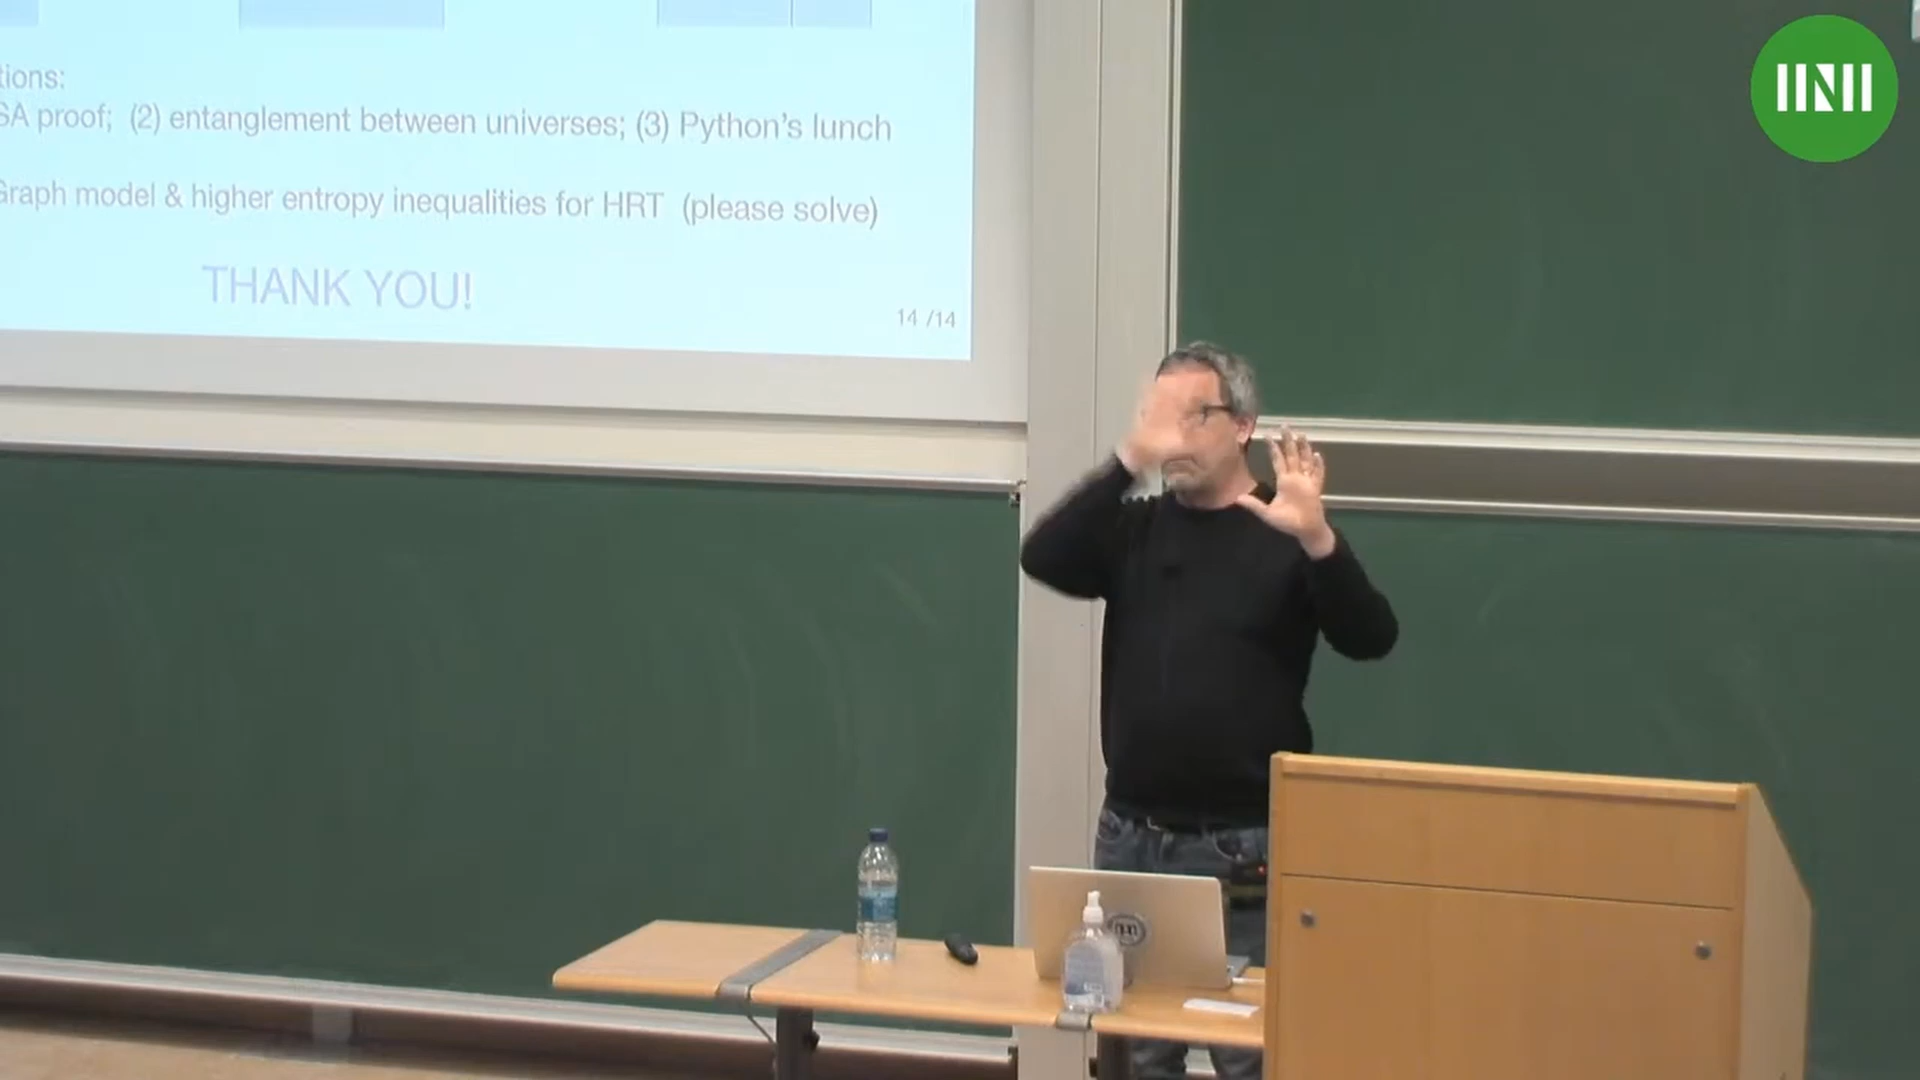 tions:
SA proof; (2) entanglement between universes; (3) Python's lunch
Graph model & higher entropy inequalities for HRT (please solve)
THANK YOU!
14 /14